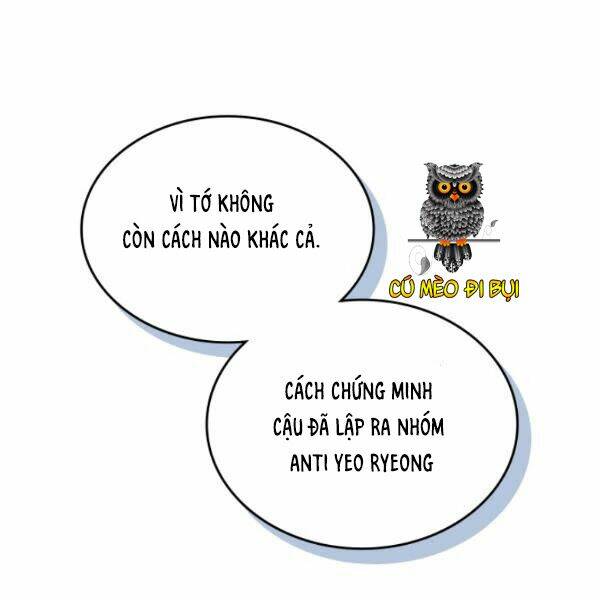 VÌ TỚ KHÔNG
CÒN CÁCH NÀO KHÁC CẢ.
CÚ MÈO ĐI BỤI
CÁCH CHỨNG MINH
CẬU ĐÃ LẬP RA NHÓM
ANTI YEO RYEONG